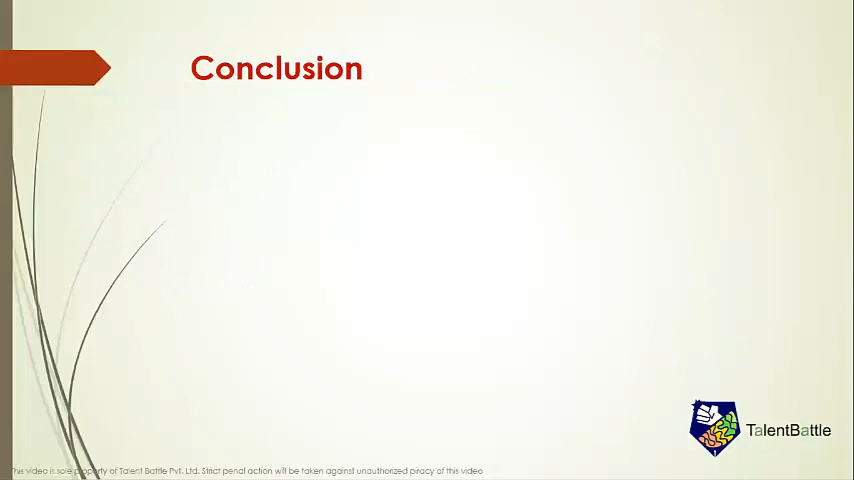 Conclusion
TalentBattle
This video is sole property of Talent Battle Pvt. Ltd. Strict penal action will be taken against unauthorized piracy of this video